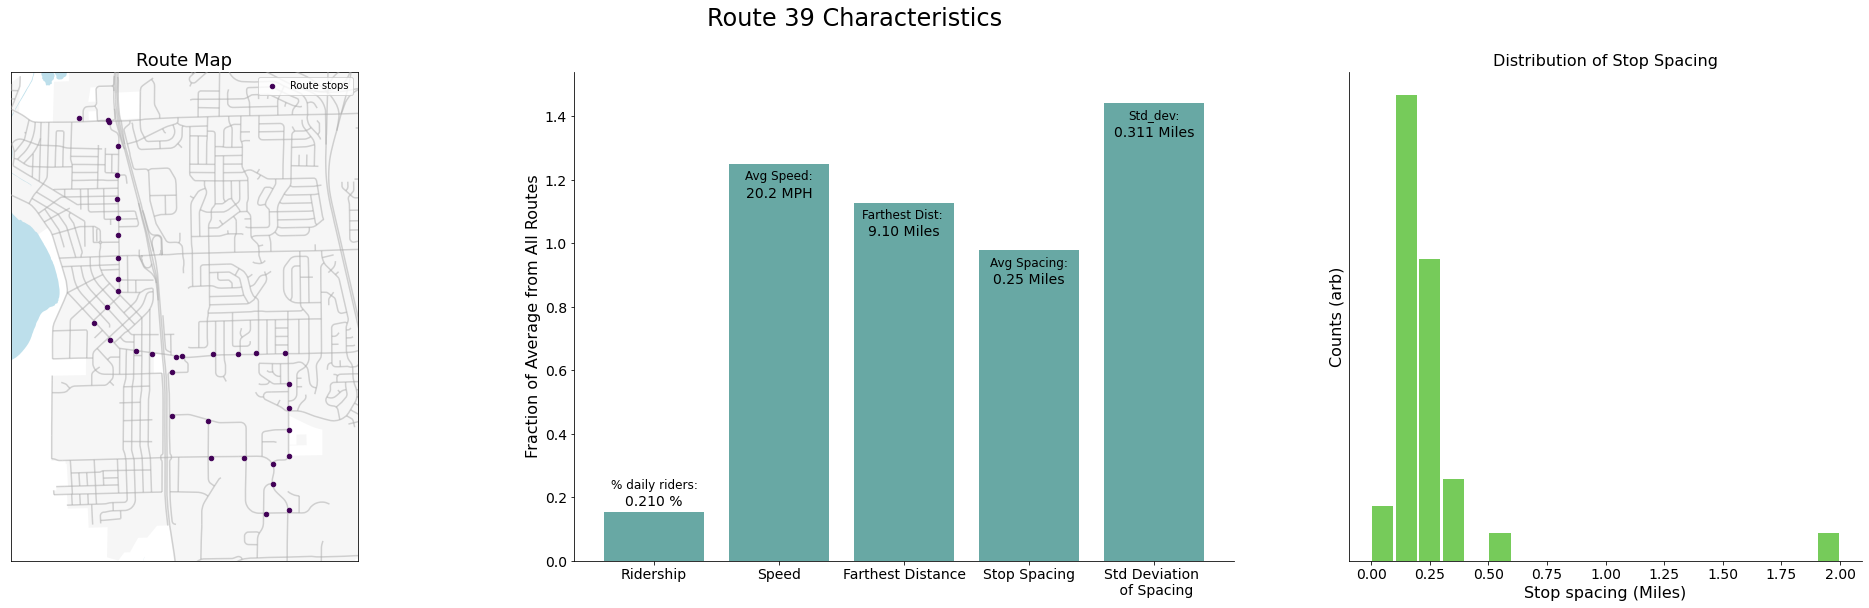 Route 39 Characteristics
Route Map
Route stops
Fraction of Average from All Routes
1.4
1.2
1.0
0.8
0.6
0.4
0.2
0.0
% daily riders:
0.210 %
Avg Speed:
20.2 MPH
Farthest Dist:
9.10 Miles
Avg Spacing:
0.25 Miles
Std_dev:
0.311 Miles
Ridership
Speed
Farthest Distance
Stop Spacing
Std Deviation
of Spacing
Distribution of Stop Spacing
Counts (arb)
0.00 0.25 0.50 0.75 1.00 1.25 1.50 1.75 2.00
Stop spacing (Miles)